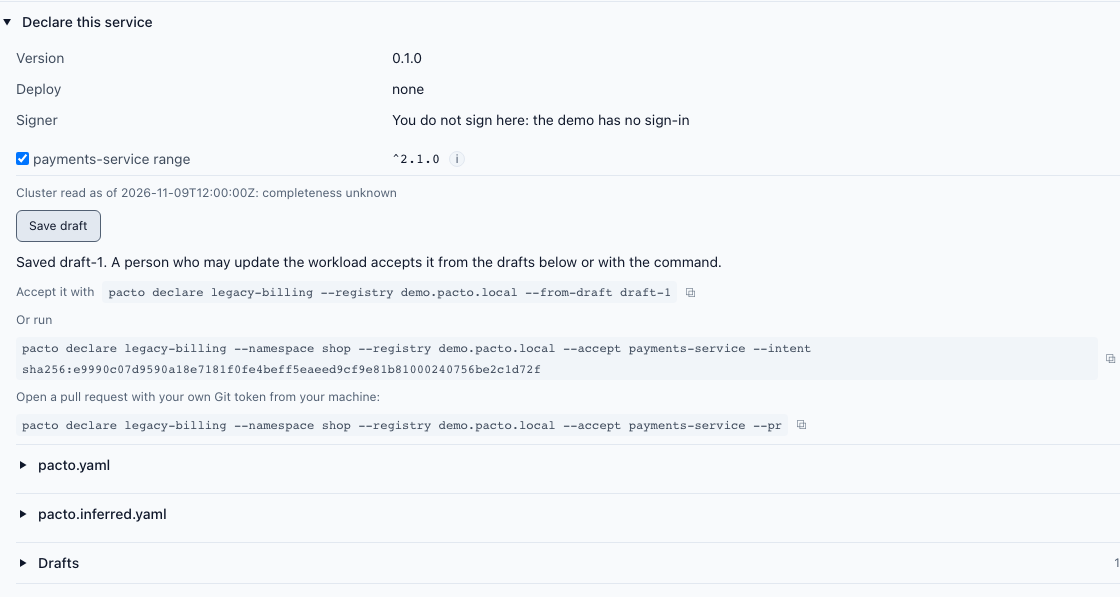 Declare this service
Version 0.1.0
Deploy none
Signer You do not sign here: the demo has no sign-in
payments-service range ^2.1.0 i
Cluster read as of 2026-11-09T12:00:00Z: completeness unknown
Save draft
Saved draft-1. A person who may update the workload accepts it from the drafts below or with the command.
Accept it with pacto declare legacy-billing --registry demo.pacto.local --from-draft draft-1
Or run
pacto declare legacy-billing --namespace shop --registry demo.pacto.local --accept payments-service --intent
sha256:e9990c07d9590a18e7181f0fe4beff5eaeed9cf9e81b81000240756be2c1d72f
Open a pull request with your own Git token from your machine:
pacto declare legacy-billing --namespace shop --registry demo.pacto.local --accept payments-service --pr
pacto.yaml
pacto.inferred.yaml
Drafts 1